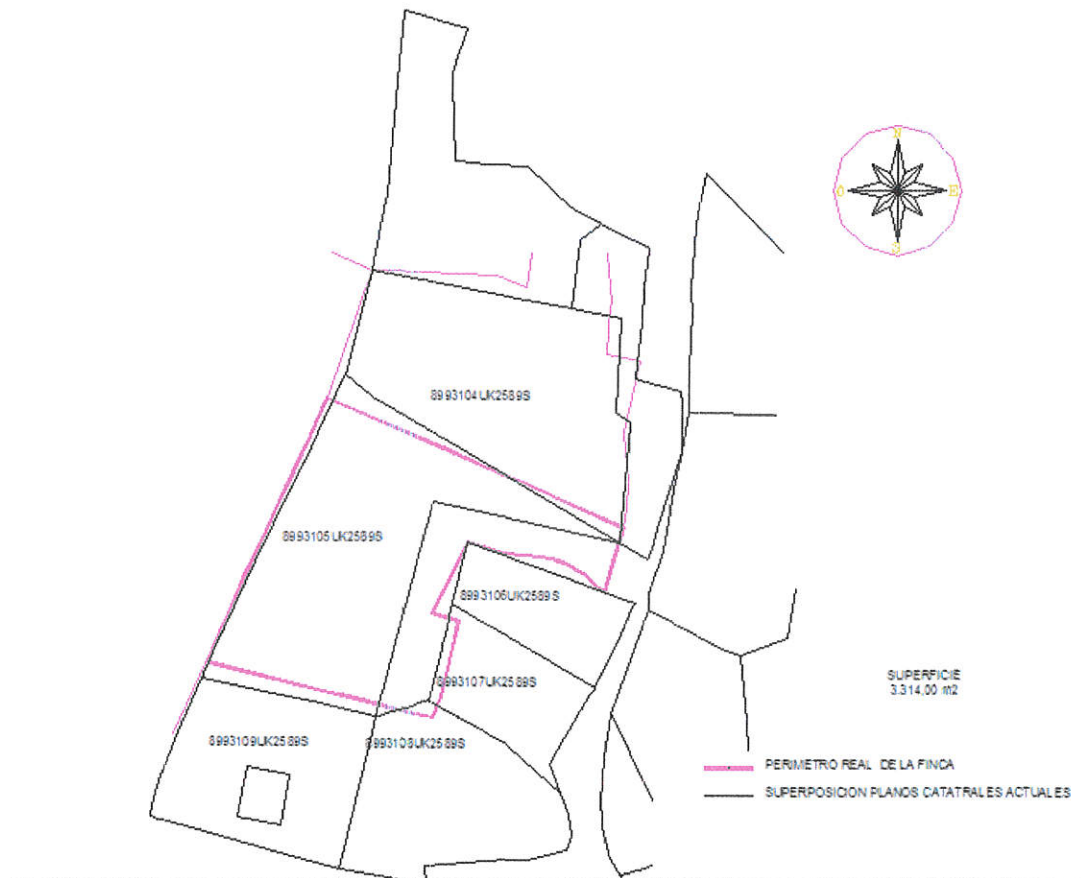 N
O
E
S
8993104UK2589S
8993105UK2589S
8993106UK2589S
8993107UK2589S
8993109UK2589S
8993108UK2589S
SUPERFICIE
3.314,00 m2
PERIMETRO REAL DE LA FINCA
SUPERPOSICION PLANOS CATATRALES ACTUALES